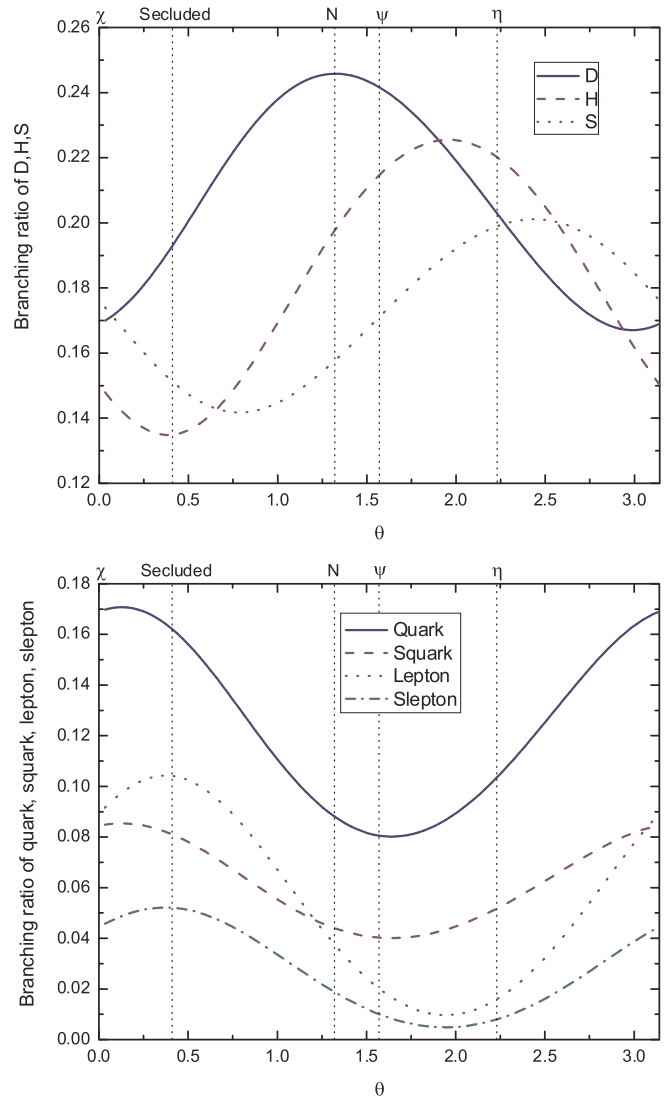 χ Secluded N ψ η
0.26
0.24
0.22
0.20
0.18
0.16
0.14
0.12
Branching ratio of D,H,S
D
H
S
0.0 0.5 1.0 1.5 2.0 2.5 3.0
θ
χ Secluded N ψ η
0.18
0.16
0.14
0.12
0.10
0.08
0.06
0.04
0.02
0.00
Branching ratio of quark, squark, lepton, slepton
Quark
Squark
Lepton
Slepton
0.0 0.5 1.0 1.5 2.0 2.5 3.0
θ